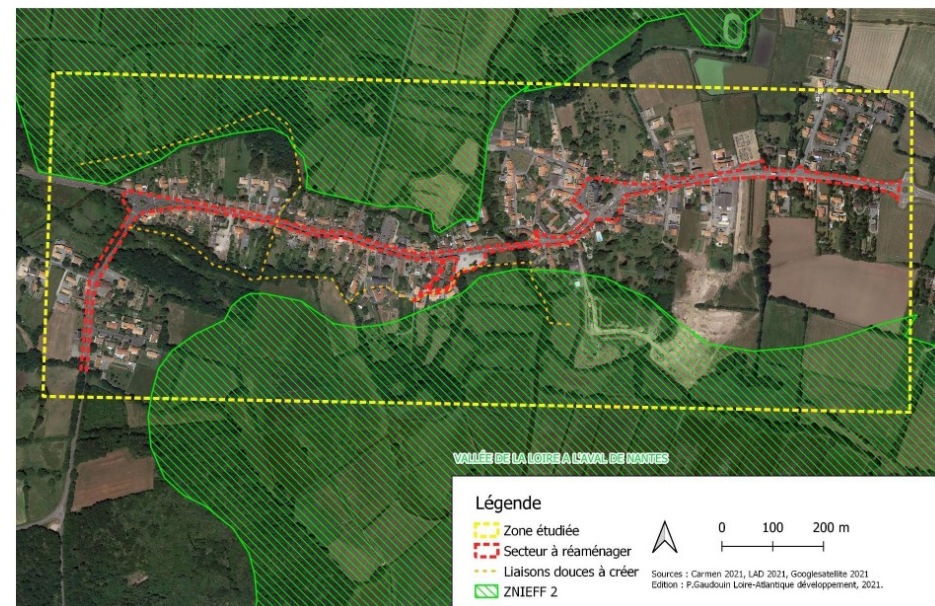 VALLÉE DE LA LOIRE A L'AVAL DE NANTES
Légende
Zone étudiée
Secteur à réaménager
Liaisons douces à créer
ZNIEFF 2
0 100 200 m
Sources : Carmen 2021, LAD 2021, Googlesatellite 2021
Edition : P.Gaudouin Loire-Atlantique développement, 2021.